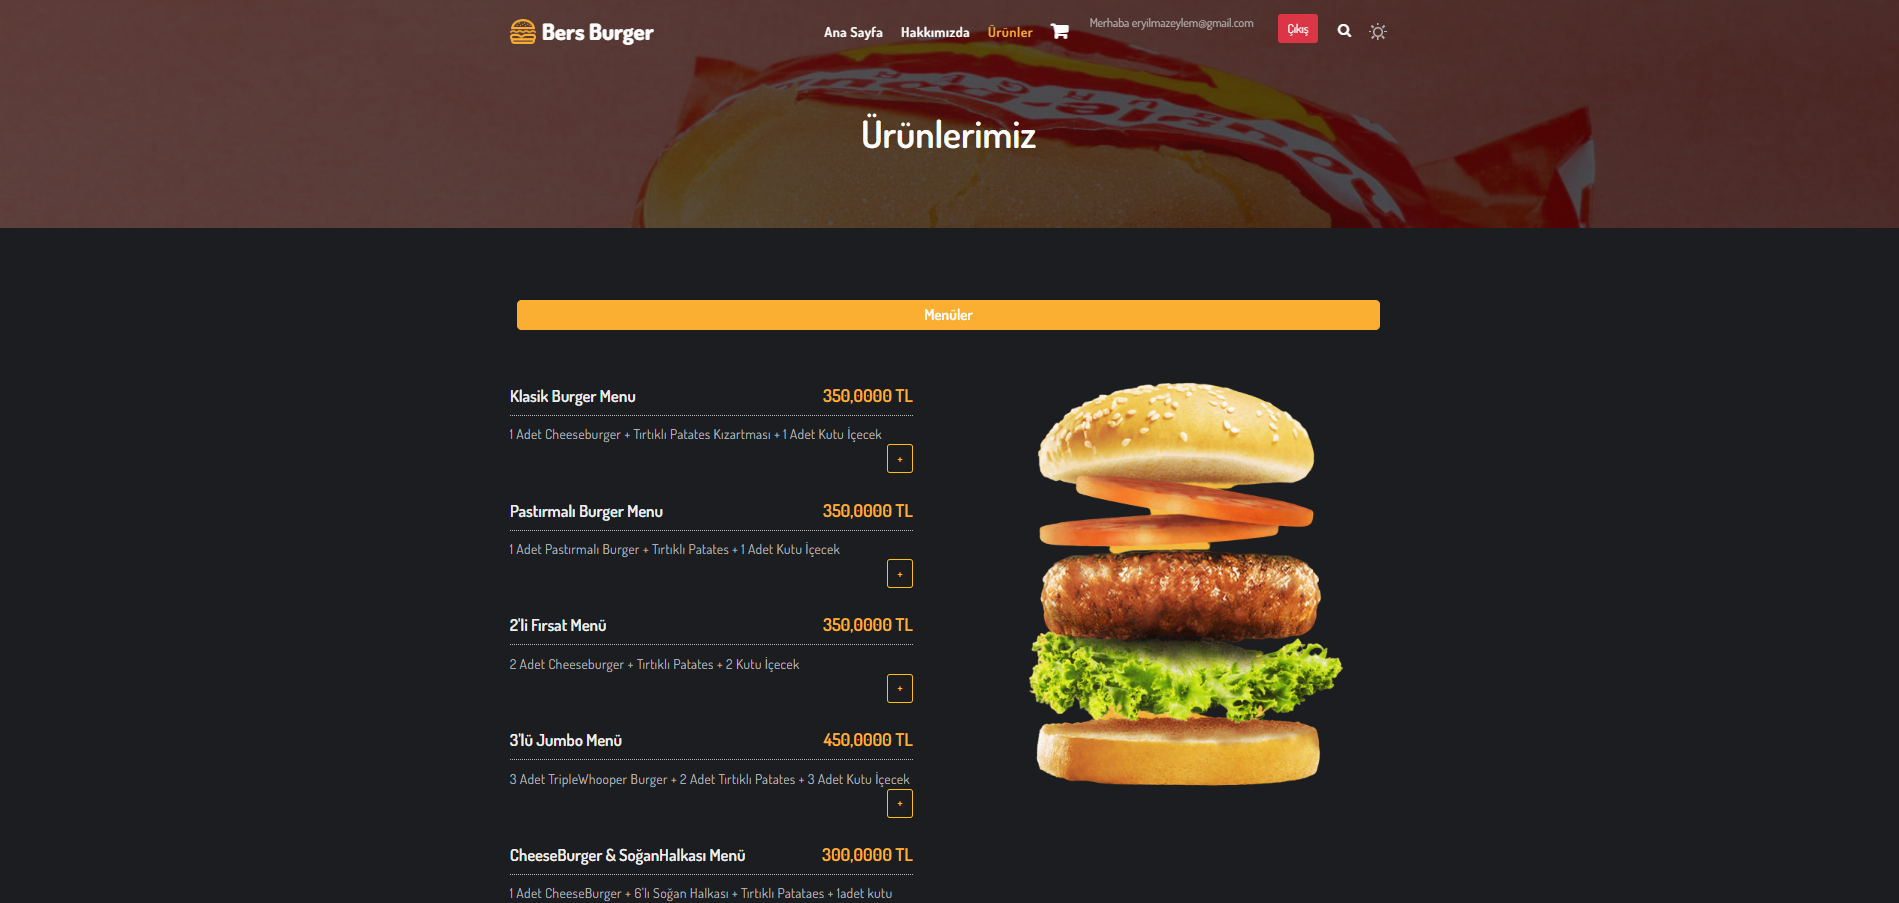 Bers Burger
Ana Sayfa Hakkımızda Ürünler Merhaba eryilmazeylem@gmail.com Çıkış
Ürünlerimiz
Menüler
Klasik Burger Menu 350,0000 TL
1 Adet Cheeseburger + Tırtıklı Patates Kızartması + 1 Adet Kutu İçecek
+
Pastırmalı Burger Menu 350,0000 TL
1 Adet Pastırmalı Burger + Tırtıklı Patates + 1 Adet Kutu İçecek
+
2'li Fırsat Menü 350,0000 TL
2 Adet Cheeseburger + Tırtıklı Patates + 2 Kutu İçecek
+
3'lü Jumbo Menü 450,0000 TL
3 Adet TripleWhooper Burger + 2 Adet Tırtıklı Patates + 3 Adet Kutu İçecek
+
CheeseBurger & SoğanHalkası Menü 300,0000 TL
1 Adet CheeseBurger + 6'lı Soğan Halkası + Tırtıklı Patataes + 1adet kutu